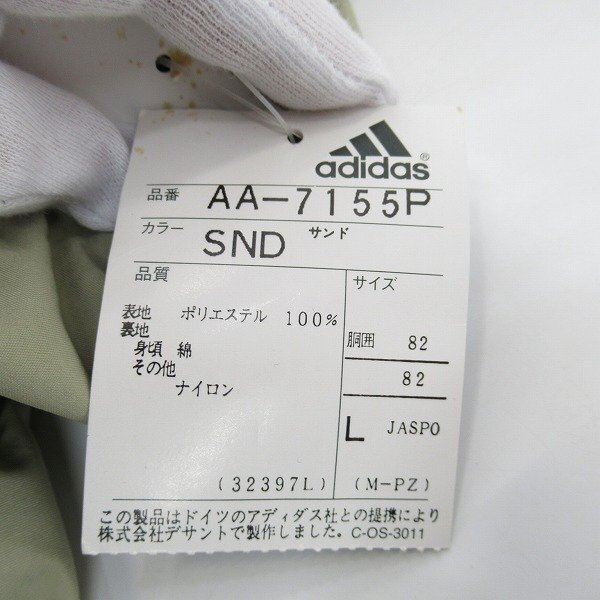 adidas®
品番 AA-7155P
カラー SND サンド
品質
サイズ
表地 ポリエステル 100%
裏地
身頃 綿
その他
ナイロン
胴囲 82
82
L JASPO
(32397L)
(M-PZ)
この製品はドイツのアディダス社との提携により
株式会社デサントで製作しました。C-OS-3011